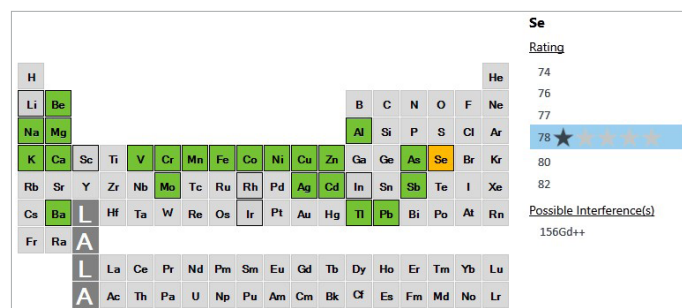 Se
Rating
74
76
77
78
80
82
Possible Interference(s)
156Gd++
H He
Li Be B C N O F Ne
Na Mg Al Si P S Cl Ar
K Ca Sc Ti V Cr Mn Fe Co Ni Cu Zn Ga Ge As Se Br Kr
Rb Sr Y Zr Nb Mo Tc Ru Rh Pd Ag Cd In Sn Sb Te I Xe
Cs Ba L Hf Ta W Re Os Ir Pt Au Hg Tl Pb Bi Po At Rn
Fr Ra A
L La Ce Pr Nd Pm Sm Eu Gd Tb Dy Ho Er Tm Yb Lu
A Ac Th Pa U Np Pu Am Cm Bk Cf Es Fm Md No Lr